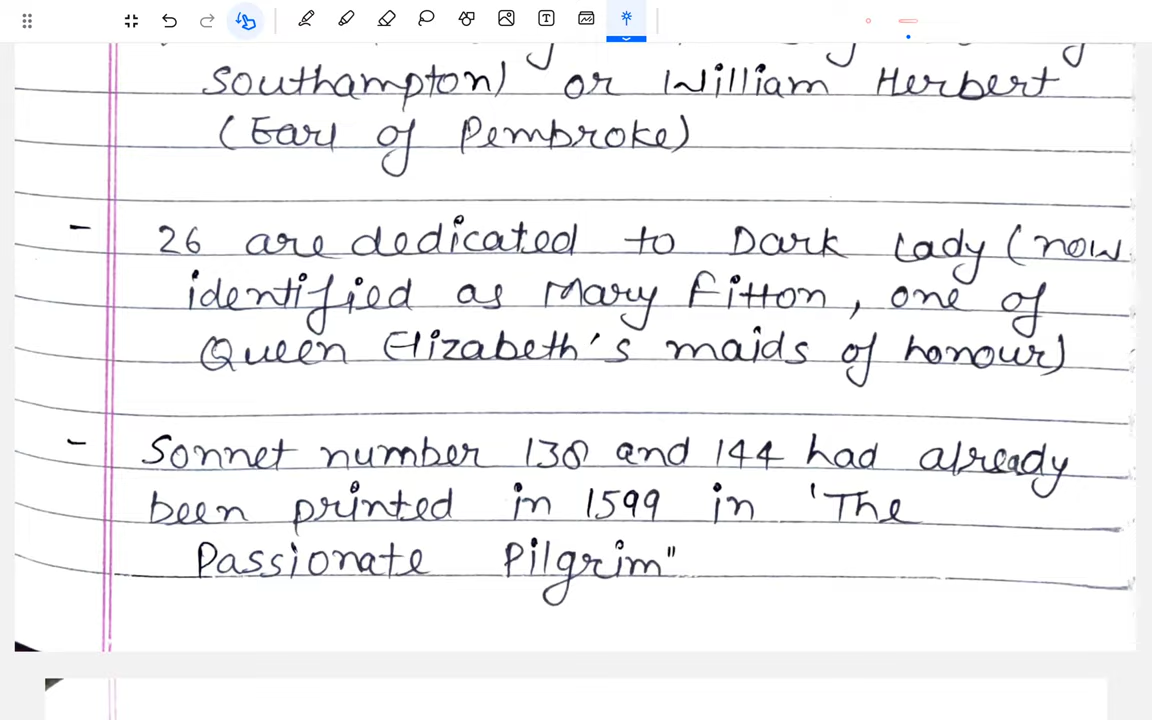 Southampton) or William Herbert
(Earl of Pembroke)
- 26 are dedicated to Dark Lady (now
identified as Mary Fitton, one of
Queen Elizabeth's maids of honour)
- Sonnet number 138 and 144 had already
been printed in 1599 in 'The
Passionate Pilgrim"